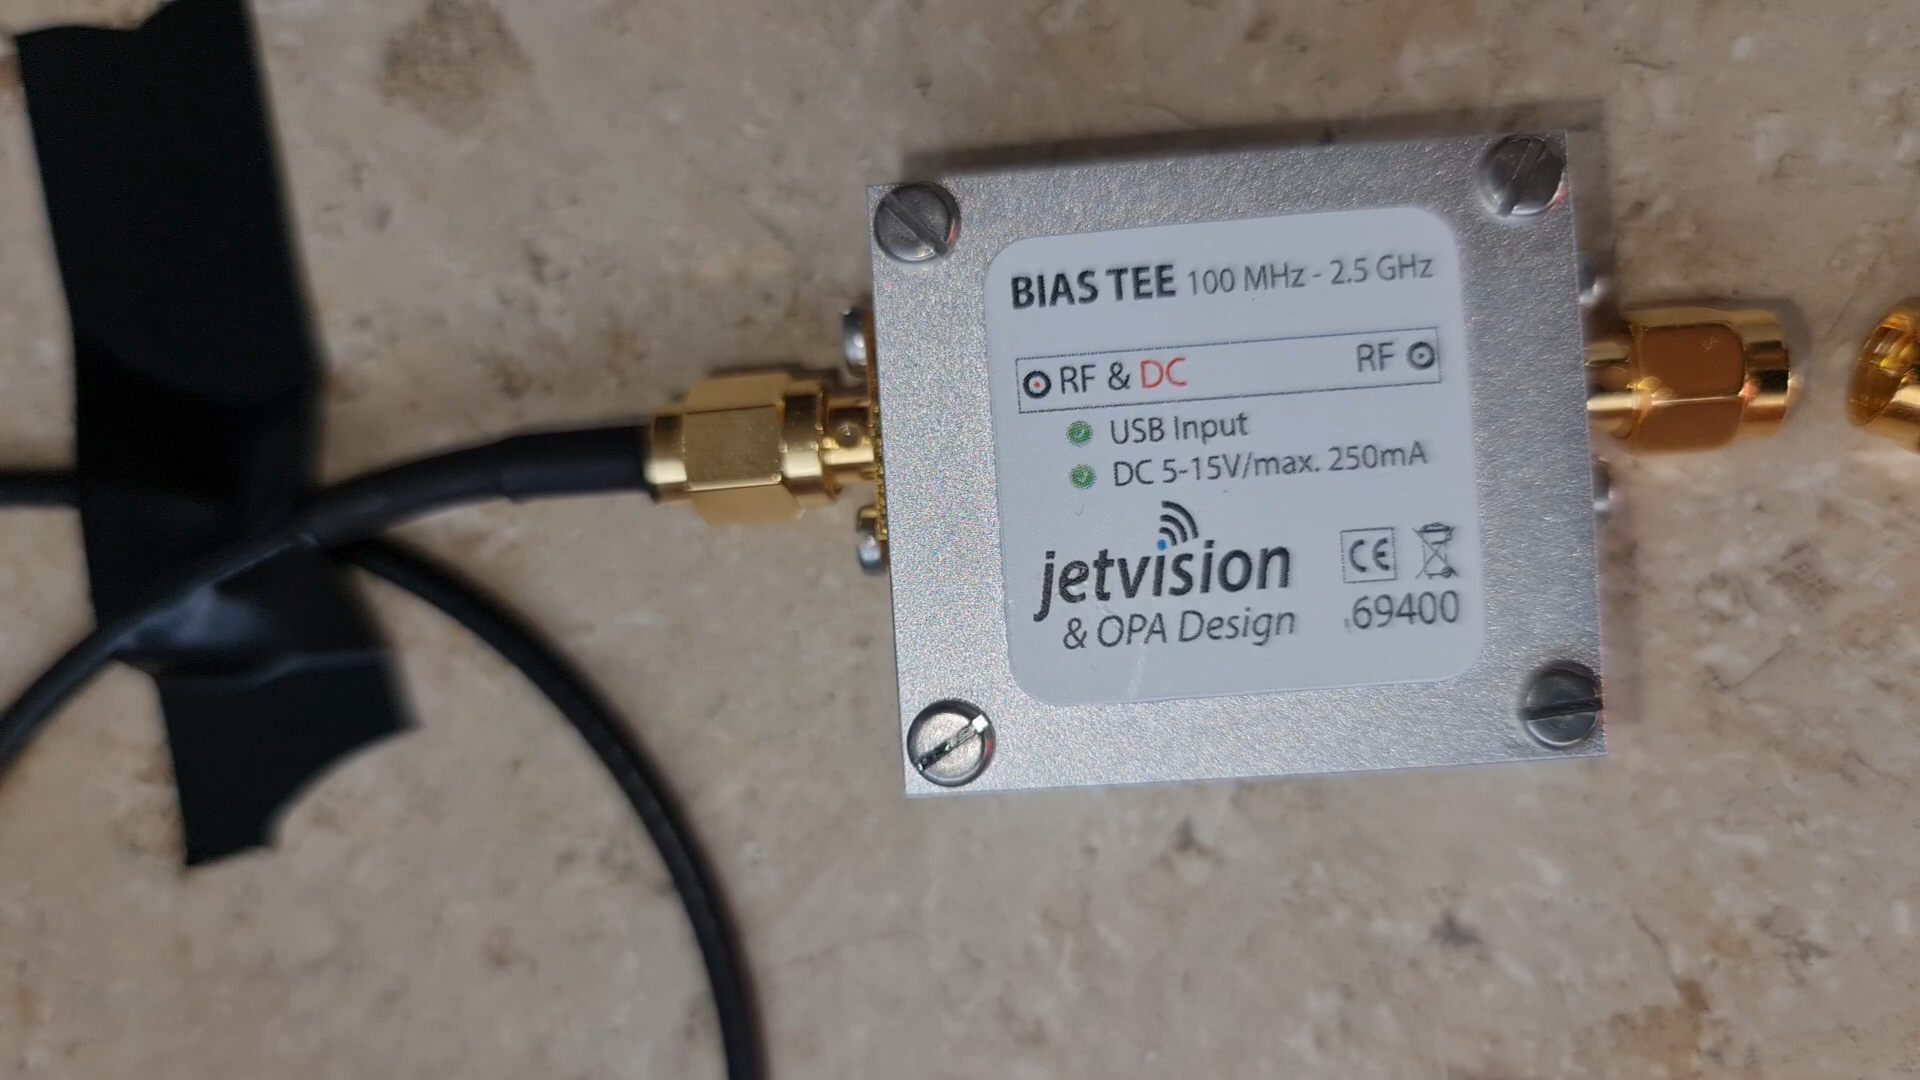 BIAS TEE 100 MHz - 2.5 GHz
RF & DC RF
USB Input
DC 5-15V/max. 250mA
jetvision
& OPA Design
CE
69400